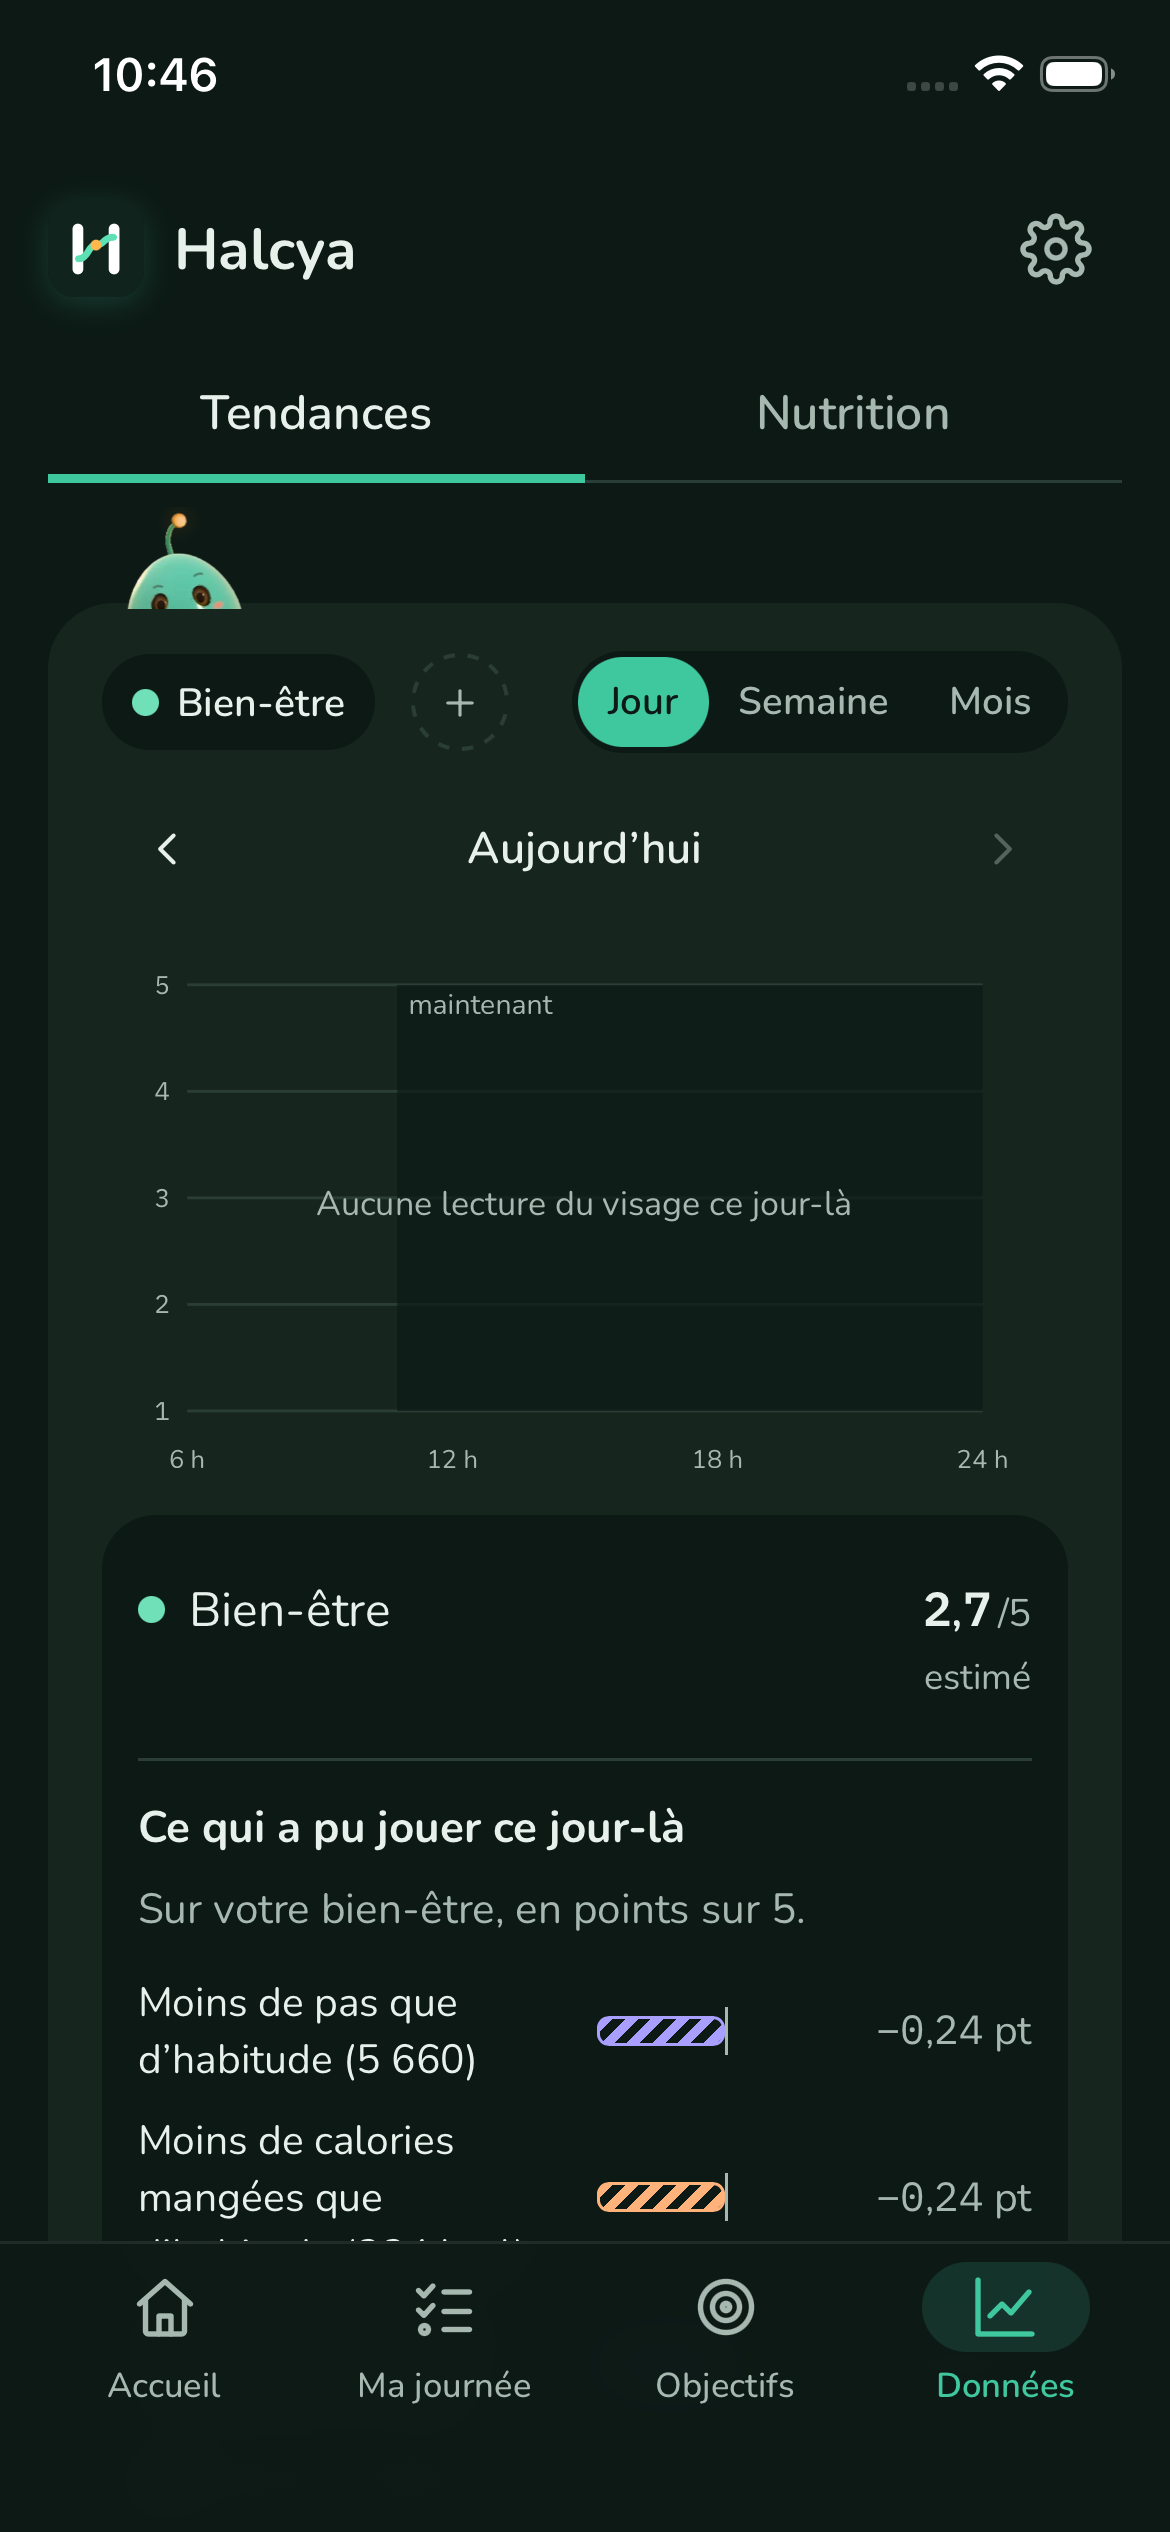 10:46
Halcya
Tendances
Nutrition
Bien-être
Jour
Semaine
Mois
Aujourd’hui
5
maintenant
4
3
Aucune lecture du visage ce jour-là
2
1
6 h
12 h
18 h
24 h
Bien-être
2,7/5
estimé
Ce qui a pu jouer ce jour-là
Sur votre bien-être, en points sur 5.
Moins de pas que
d’habitude (5 660)
−0,24 pt
Moins de calories
mangées que
−0,24 pt
Accueil
Ma journée
Objectifs
Données